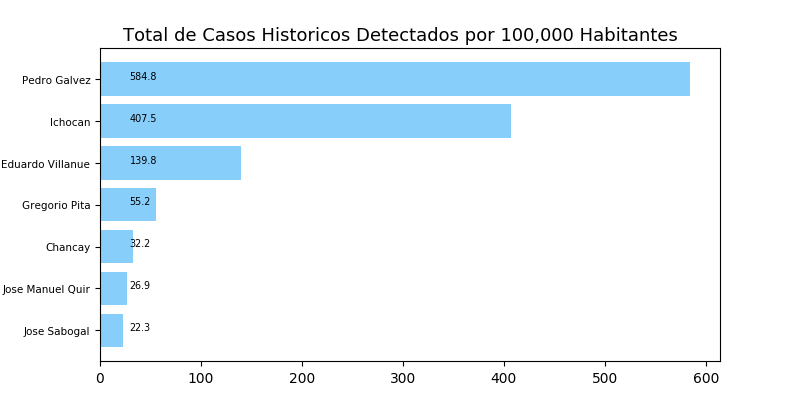 Total de Casos Historicos Detectados por 100,000 Habitantes
Pedro Galvez 584.8
Ichocan 407.5
Eduardo Villanue 139.8
Gregorio Pita 55.2
Chancay 32.2
Jose Manuel Quir 26.9
Jose Sabogal 22.3
0 100 200 300 400 500 600